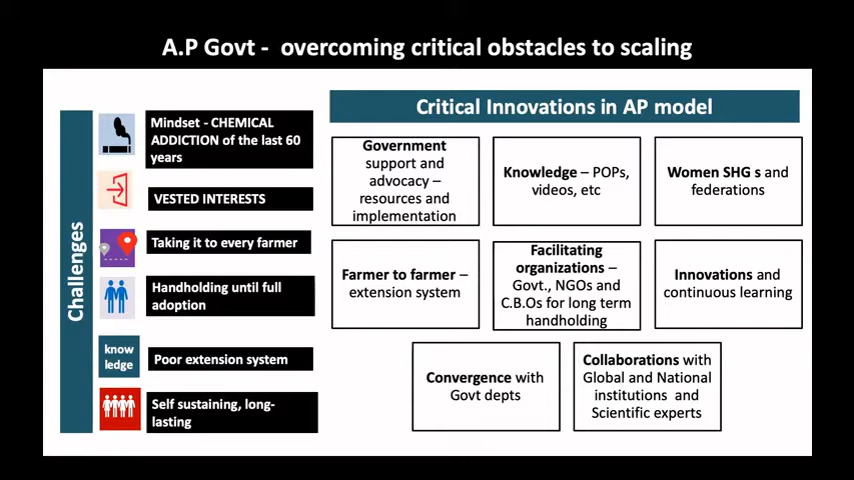 A.P Govt - overcoming critical obstacles to scaling
Challenges
Mindset - CHEMICAL
ADDICTION of the last 60
years
VESTED INTERESTS
Taking it to every farmer
Handholding until full
adoption
know
ledge
Poor extension system
Self sustaining, long-
lasting
Critical Innovations in AP model
Government
support and
advocacy –
resources and
implementation
Knowledge – POPs,
videos, etc
Women SHG s and
federations
Farmer to farmer –
extension system
Facilitating
organizations –
Govt., NGOs and
C.B.Os for long term
handholding
Innovations and
continuous learning
Convergence with
Govt depts
Collaborations with
Global and National
institutions and
Scientific experts